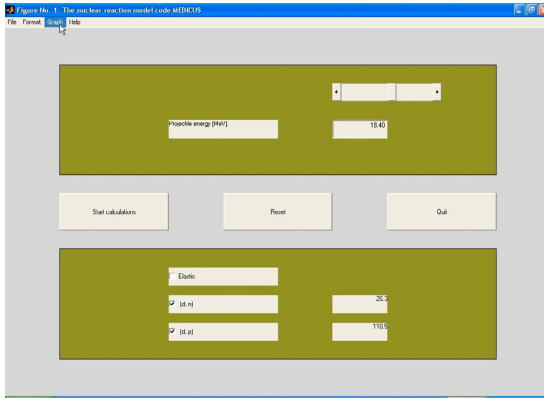 Figure No. 1: The nuclear reaction model code MEDICUS
File Format Graph Help
Projectile energy [MeV]:
18.40
Start calculations Reset Quit
Elastic
(d, n) 26.3
(d, p) 110.5